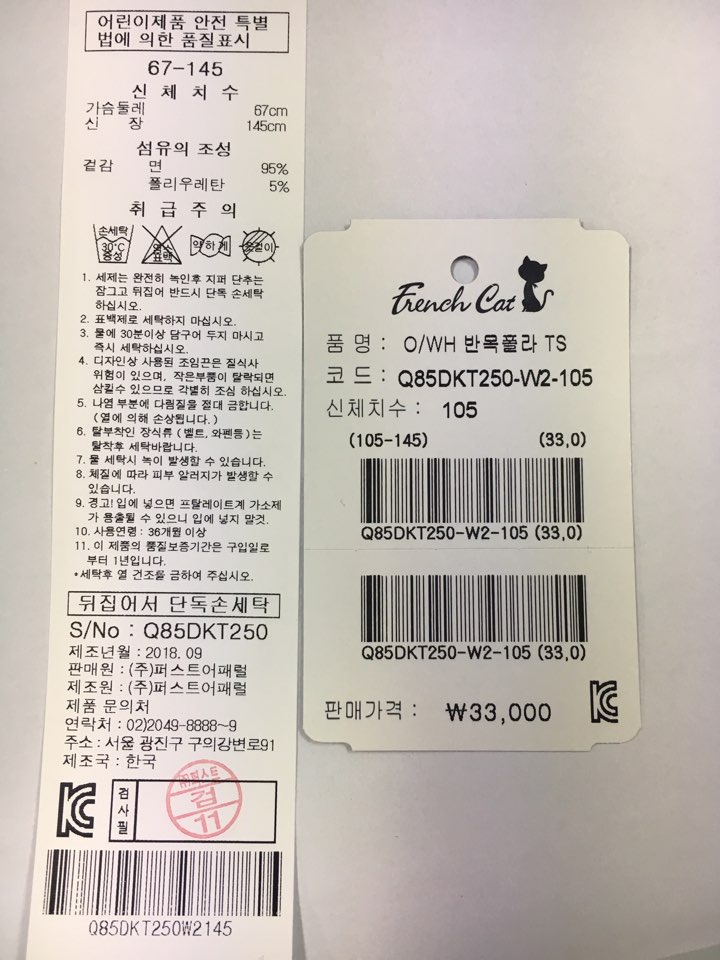 어린이제품 안전 특별
법에 의한 품질표시
67-145
신 체 치 수
가슴둘레 67cm
신 장 145cm
섬유의 조성
겉감 면 95%
폴리우레탄 5%
취 급 주 의
손세탁 30°C 중성
염소 표백
약하게
옷걸이
1. 세제는 완전히 녹인후 지퍼 단추는
잠그고 뒤집어 반드시 단독 손세탁
하십시오.
2. 표백제로 세탁하지 마십시오.
3. 물에 30분이상 담구어 두지 마시고
즉시 세탁하십시오.
4. 디자인상 사용된 조임끈은 질식사
위험이 있으며, 작은부품이 탈락되면
삼킬수 있으므로 각별히 조심 하십시오.
5. 나염 부분에 다림질을 절대 금합니다.
(열에 의해 손상됩니다.)
6. 탈부착인 장식류 (벨트, 와펜등)는
탈착후 세탁바랍니다.
7. 물 세탁시 녹이 발생할 수 있습니다.
8. 체질에 따라 피부 알러지가 발생할 수
있습니다.
9. 경고! 입에 넣으면 프탈레이트계 가소제
가 용출될 수 있으니 입에 넣지 말것.
10. 사용연령 : 36개월 이상
11. 이 제품의 품질보증기간은 구입일로
부터 1년입니다.
*세탁후 열 건조를 금하여 주십시오.
뒤집어서 단독손세탁
S/No : Q85DKT250
제조년월 : 2018. 09
판매원 : (주)퍼스트어패럴
제조원 : (주)퍼스트어패럴
제품 문의처
연락처 : 02)2049-8888~9
주소 : 서울 광진구 구의강변로91
제조국 : 한국
KC 검사필
(주)퍼스트
검
11
Q85DKT250W2145
French Cat
품 명 : O/WH 반목폴라 TS
코 드 : Q85DKT250-W2-105
신체치수 : 105
(105-145) (33,0)
Q85DKT250-W2-105 (33,0)
Q85DKT250-W2-105 (33,0)
판매가격 : ₩33,000
KC